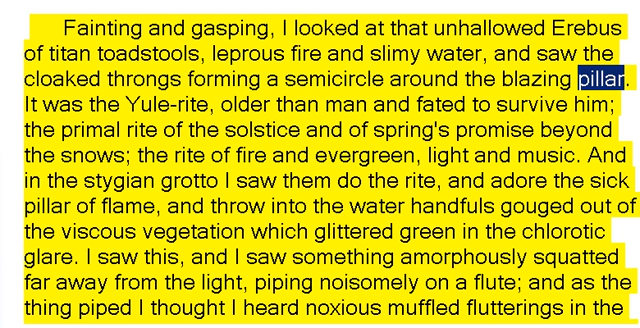 Fainting and gasping, I looked at that unhallowed Erebus
of titan toadstools, leprous fire and slimy water, and saw the
cloaked throngs forming a semicircle around the blazing pillar.
It was the Yule-rite, older than man and fated to survive him;
the primal rite of the solstice and of spring's promise beyond
the snows; the rite of fire and evergreen, light and music. And
in the stygian grotto I saw them do the rite, and adore the sick
pillar of flame, and throw into the water handfuls gouged out of
the viscous vegetation which glittered green in the chlorotic
glare. I saw this, and I saw something amorphously squatted
far away from the light, piping noisomely on a flute; and as the
thing piped I thought I heard noxious muffled flutterings in the